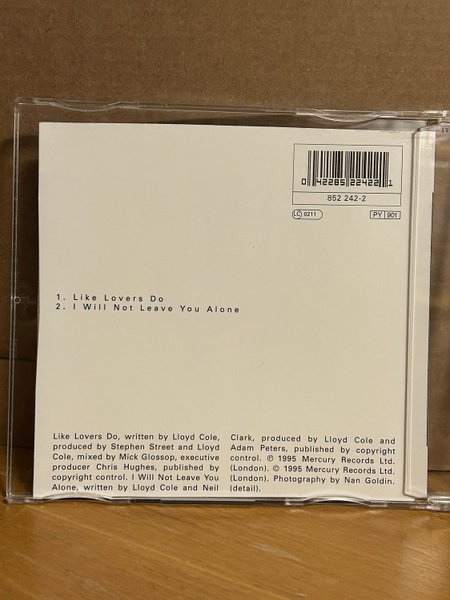 0 42285 22422 1
852 242-2
LC 0211
PY 901
1. Like Lovers Do
2. I Will Not Leave You Alone
Like Lovers Do, written by Lloyd Cole,
produced by Stephen Street and Lloyd
Cole, mixed by Mick Glossop, executive
producer Chris Hughes, published by
copyright control. I Will Not Leave You
Alone, written by Lloyd Cole and Neil
Clark, produced by Lloyd Cole and
Adam Peters, published by copyright
control. ℗ 1995 Mercury Records Ltd.
(London). © 1995 Mercury Records Ltd.
(London). Photography by Nan Goldin.
(detail).